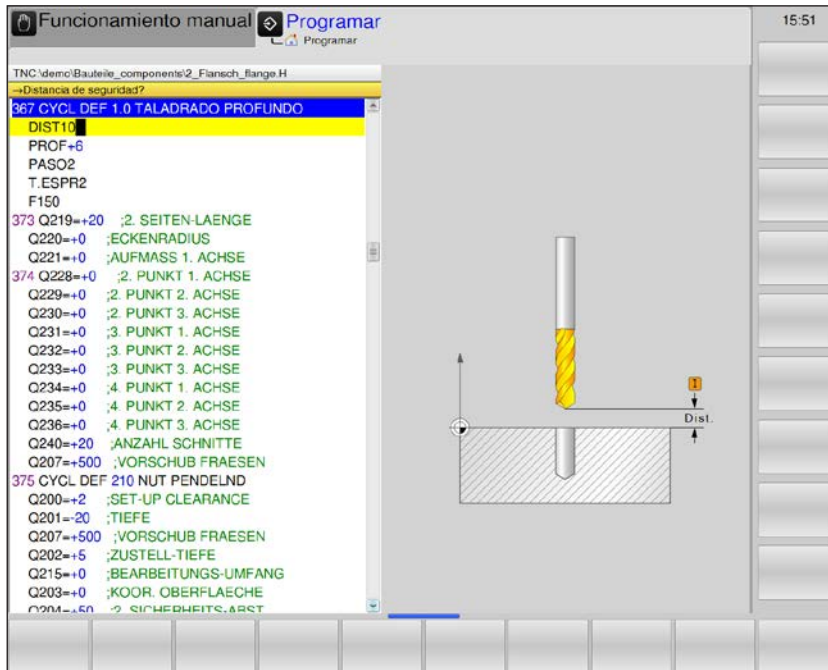 Funcionamiento manual
Programar
Programar
15:51
TNC:\demo\Bauteile_components\2_Flansch_flange.H
→Distancia de seguridad?
367 CYCL DEF 1.0 TALADRADO PROFUNDO
DIST10
PROF+6
PASO2
T.ESPR2
F150
373 Q219=+20 ;2. SEITEN-LAENGE
Q220=+0 ;ECKENRADIUS
Q221=+0 ;AUFMASS 1. ACHSE
374 Q228=+0 ;2. PUNKT 1. ACHSE
Q229=+0 ;2. PUNKT 2. ACHSE
Q230=+0 ;2. PUNKT 3. ACHSE
Q231=+0 ;3. PUNKT 1. ACHSE
Q232=+0 ;3. PUNKT 2. ACHSE
Q233=+0 ;3. PUNKT 3. ACHSE
Q234=+0 ;4. PUNKT 1. ACHSE
Q235=+0 ;4. PUNKT 2. ACHSE
Q236=+0 ;4. PUNKT 3. ACHSE
Q240=+20 ;ANZAHL SCHNITTE
Q207=+500 ;VORSCHUB FRAESEN
375 CYCL DEF 210 NUT PENDELND
Q200=+2 ;SET-UP CLEARANCE
Q201=-20 ;TIEFE
Q207=+500 ;VORSCHUB FRAESEN
Q202=+5 ;ZUSTELL-TIEFE
Q215=+0 ;BEARBEITUNGS-UMFANG
Q203=+0 ;KOOR. OBERFLAECHE
Q204=+50 ;2. SICHERHEITS-ABST.
Dist.